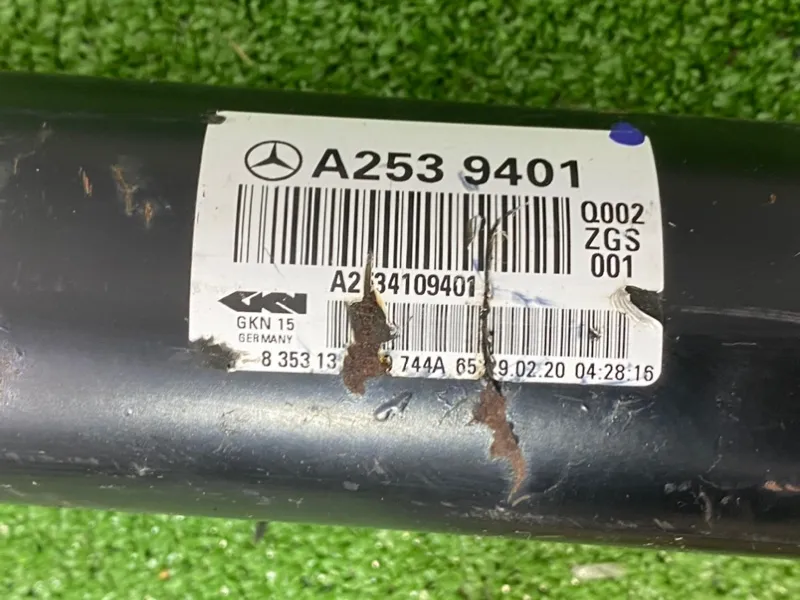 A253 9401
Q002
ZGS
001
A2 34109401
GKN
GKN 15
GERMANY
8 353 13 744A 65 9.02.20 04:28:16